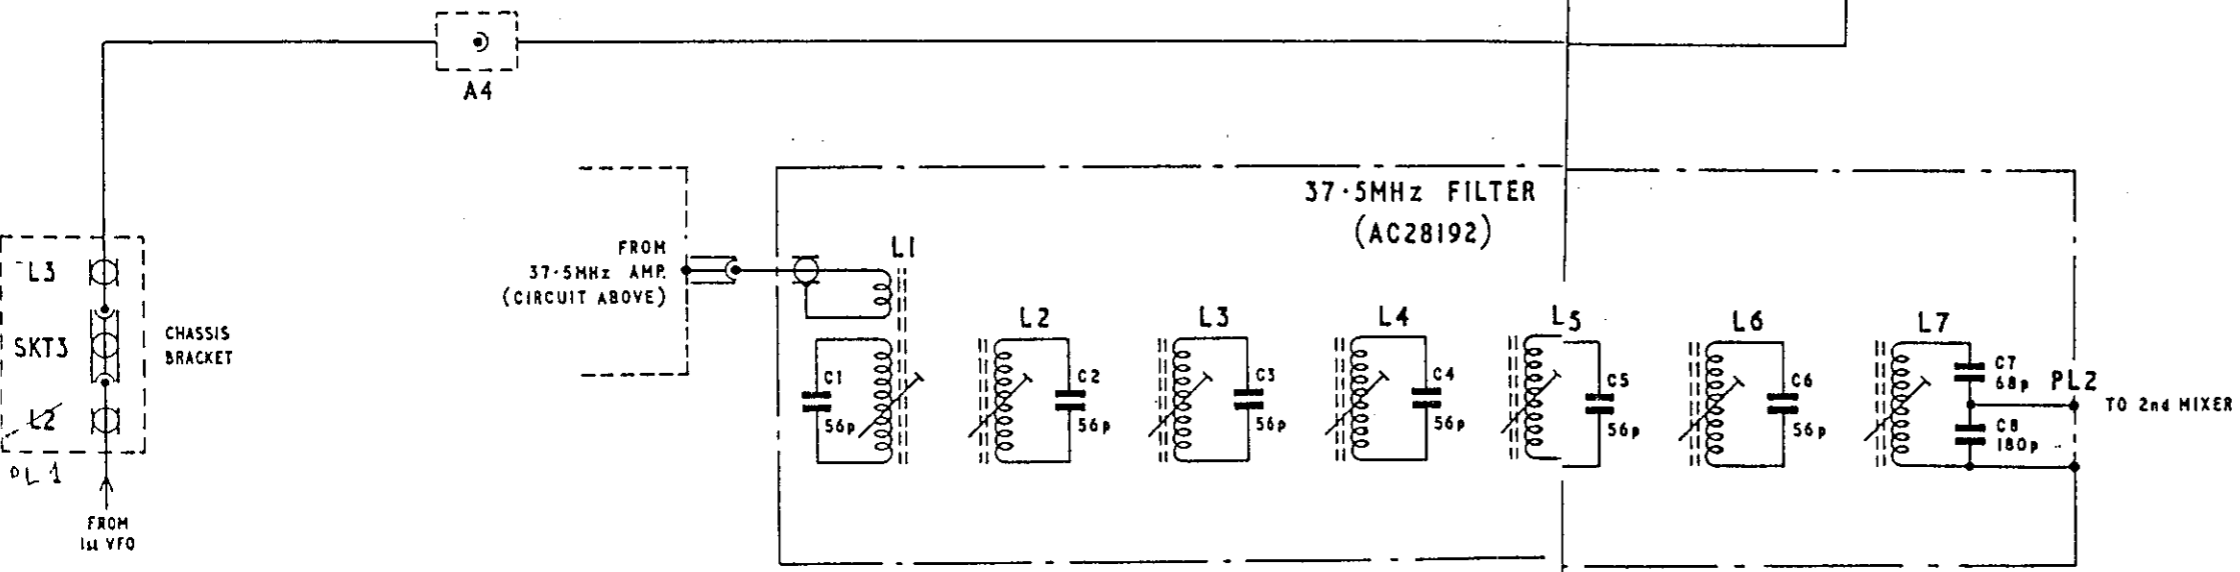 A4
37·5MHz FILTER
(AC28192)
FROM
37·5MHz AMP.
(CIRCUIT ABOVE)
L1
L3
SKT3
L2
PL 1
CHASSIS
BRACKET
FROM
1st VFO
L2
L3
L4
L5
L6
L7
C1
56p
C2
56p
C3
56p
C4
56p
C5
56p
C6
56p
C7
68p
C8
180p
PL2
TO 2nd MIXER